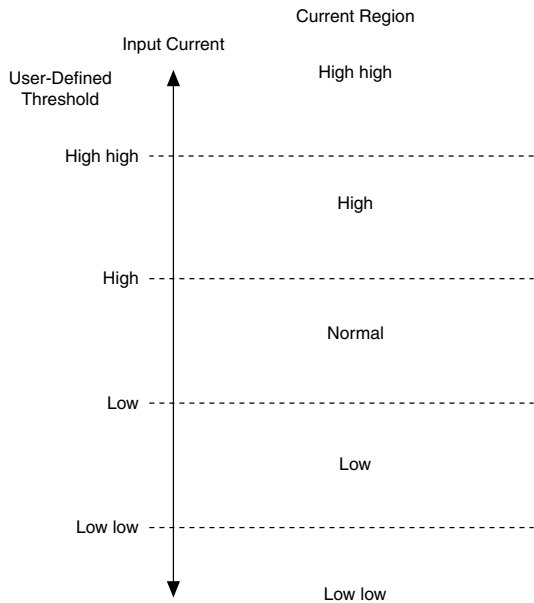 Current Region
Input Current
High high
User-Defined
Threshold
High high
High
High
Normal
Low
Low
Low low
Low low